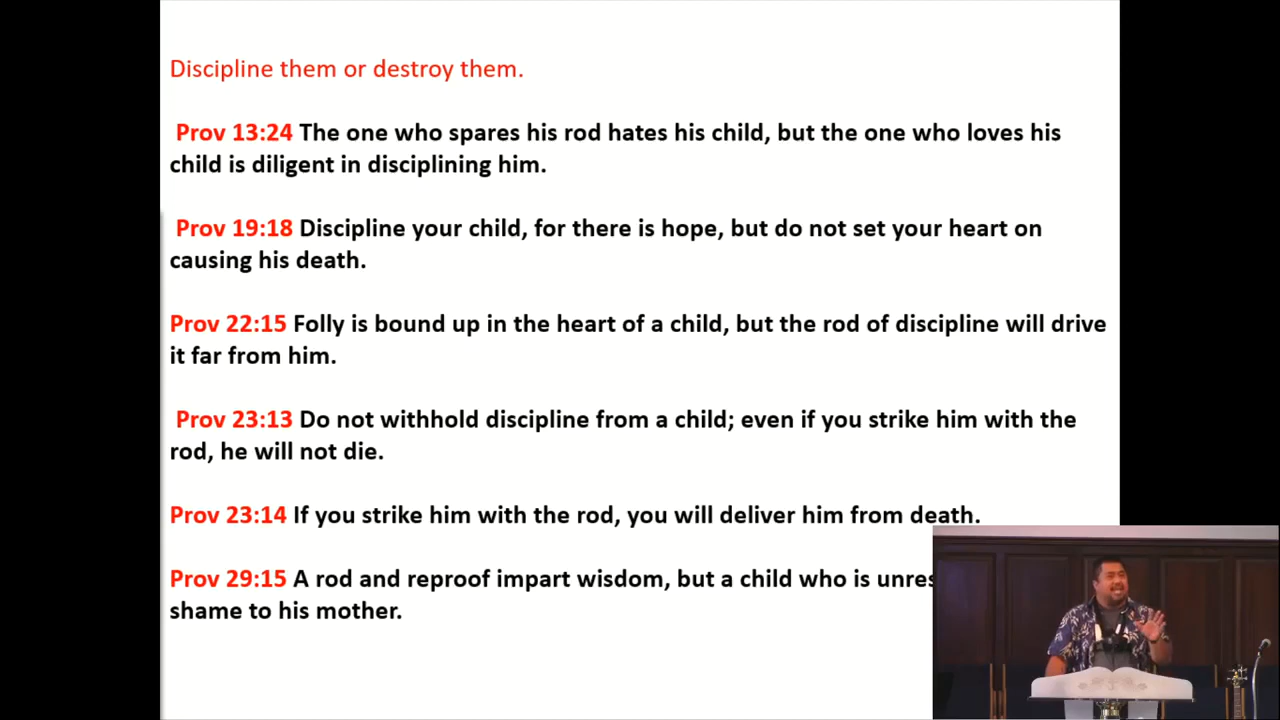 Discipline them or destroy them.
Prov 13:24 The one who spares his rod hates his child, but the one who loves his
child is diligent in disciplining him.
Prov 19:18 Discipline your child, for there is hope, but do not set your heart on
causing his death.
Prov 22:15 Folly is bound up in the heart of a child, but the rod of discipline will drive
it far from him.
Prov 23:13 Do not withhold discipline from a child; even if you strike him with the
rod, he will not die.
Prov 23:14 If you strike him with the rod, you will deliver him from death.
Prov 29:15 A rod and reproof impart wisdom, but a child who is
shame to his mother.